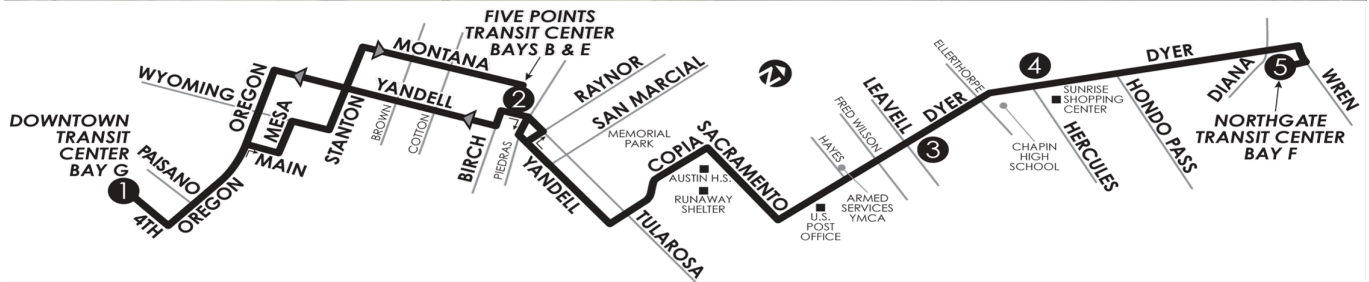 DOWNTOWN
TRANSIT
CENTER
BAY G
1
4TH
PAISANO
OREGON
WYOMING
OREGON
MESA
MAIN
STANTON
MONTANA
YANDELL
BROWN
COTTON
BIRCH
PIEDRAS
FIVE POINTS
TRANSIT CENTER
BAYS B & E
2
RAYNOR
SAN MARCIAL
MEMORIAL
PARK
YANDELL
TULAROSA
COPIA
AUSTIN H.S.
RUNAWAY
SHELTER
SACRAMENTO
N
U.S.
POST
OFFICE
HAYES
ARMED
SERVICES
YMCA
FRED WILSON
LEAVELL
3
DYER
ELLERTHORPE
CHAPIN
HIGH
SCHOOL
4
SUNRISE
SHOPPING
CENTER
HERCULES
HONDO PASS
DYER
DIANA
5
WREN
NORTHGATE
TRANSIT CENTER
BAY F